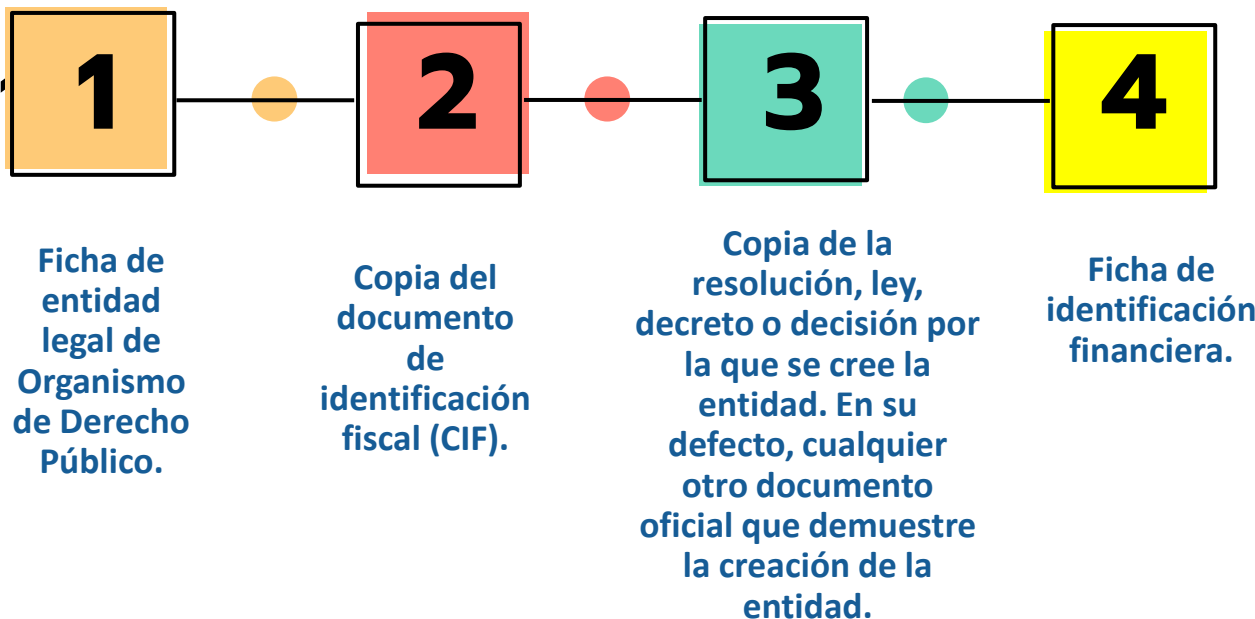 1
2
3
4
Ficha de
entidad
legal de
Organismo
de Derecho
Público.
Copia del
documento
de
identificación
fiscal (CIF).
Copia de la
resolución, ley,
decreto o decisión por
la que se cree la
entidad. En su
defecto, cualquier
otro documento
oficial que demuestre
la creación de la
entidad.
Ficha de
identificación
financiera.